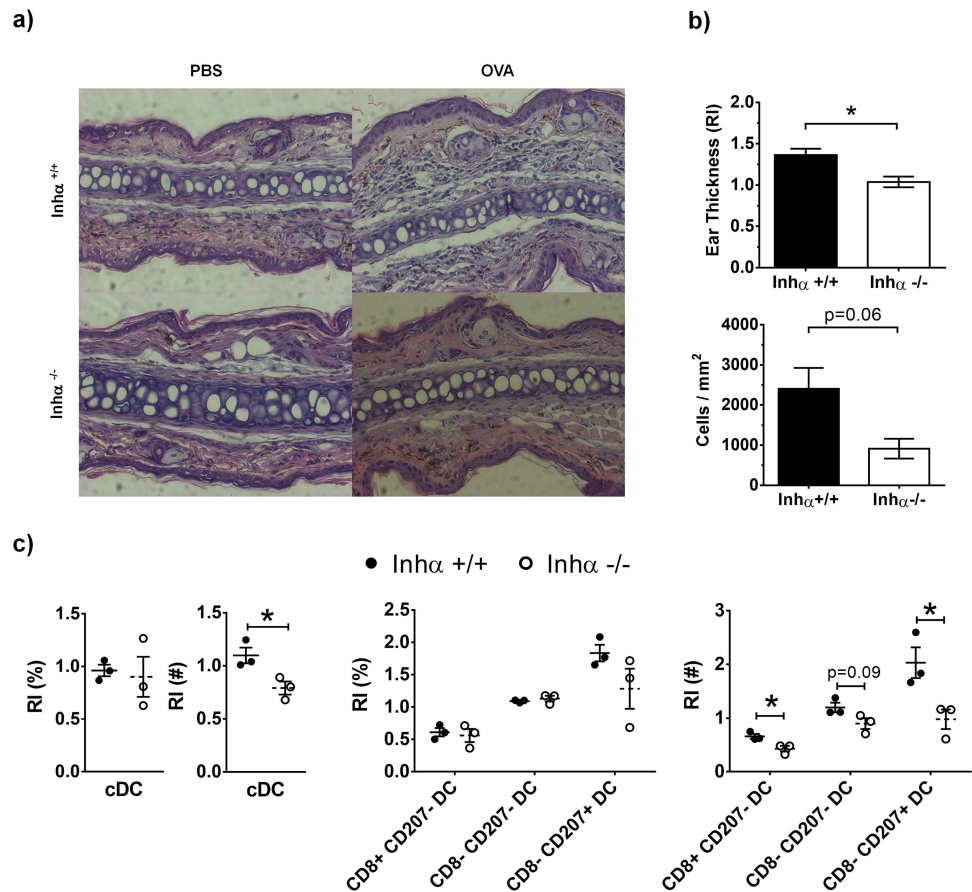 a)
PBS
OVA
Inhα +/+
Inhα -/-
b)
Ear Thickness (RI)
2.0
1.5
1.0
0.5
0.0
*
Inhα +/+
Inhα -/-
Cells / mm2
4000
3000
2000
1000
0
p=0.06
Inhα+/+
Inhα-/-
c)
Inhα +/+
Inhα -/-
RI (%)
1.5
1.0
0.5
0.0
cDC
RI (#)
1.5
1.0
0.5
0.0
*
cDC
RI (%)
2.5
2.0
1.5
1.0
0.5
0.0
CD8+ CD207- DC
CD8- CD207- DC
CD8- CD207+ DC
RI (#)
3
2
1
0
*
p=0.09
*
CD8+ CD207- DC
CD8- CD207- DC
CD8- CD207+ DC